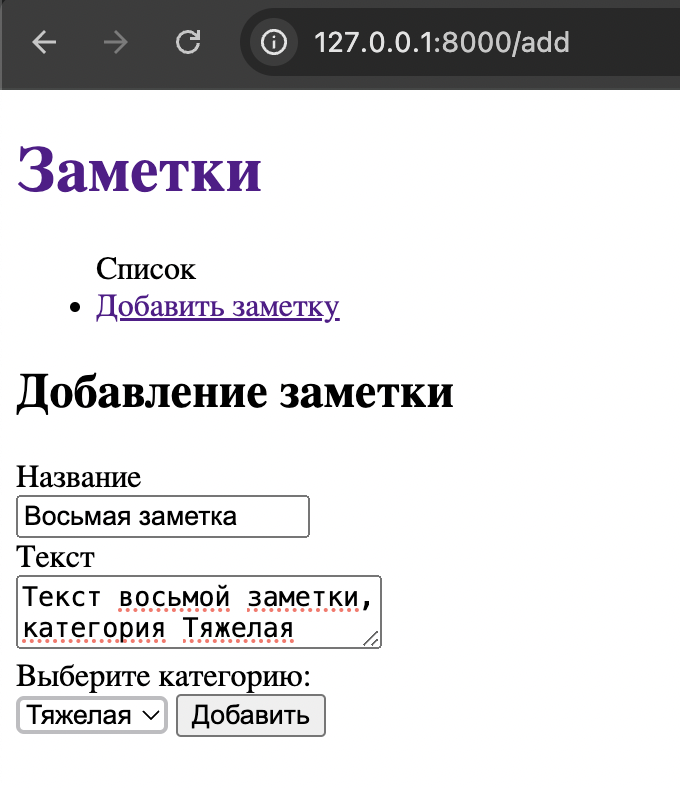 127.0.0.1:8000/add
Заметки
Список
Добавить заметку
Добавление заметки
Название
Восьмая заметка
Текст
Текст восьмой заметки,
категория Тяжелая
Выберите категорию:
Тяжелая Добавить